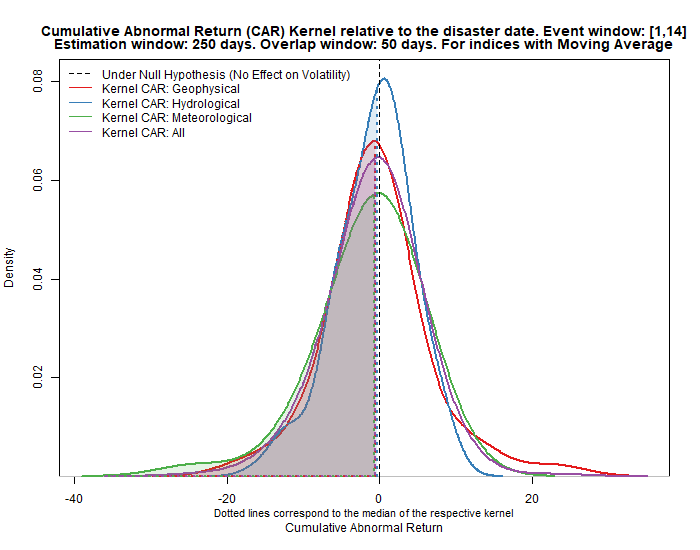 Cumulative Abnormal Return (CAR) Kernel relative to the disaster date. Event window: [1,14]
Estimation window: 250 days. Overlap window: 50 days. For indices with Moving Average
Under Null Hypothesis (No Effect on Volatility)
Kernel CAR: Geophysical
Kernel CAR: Hydrological
Kernel CAR: Meteorological
Kernel CAR: All
Density
0.08
0.06
0.04
0.02
-40 -20 0 20
Dotted lines correspond to the median of the respective kernel
Cumulative Abnormal Return